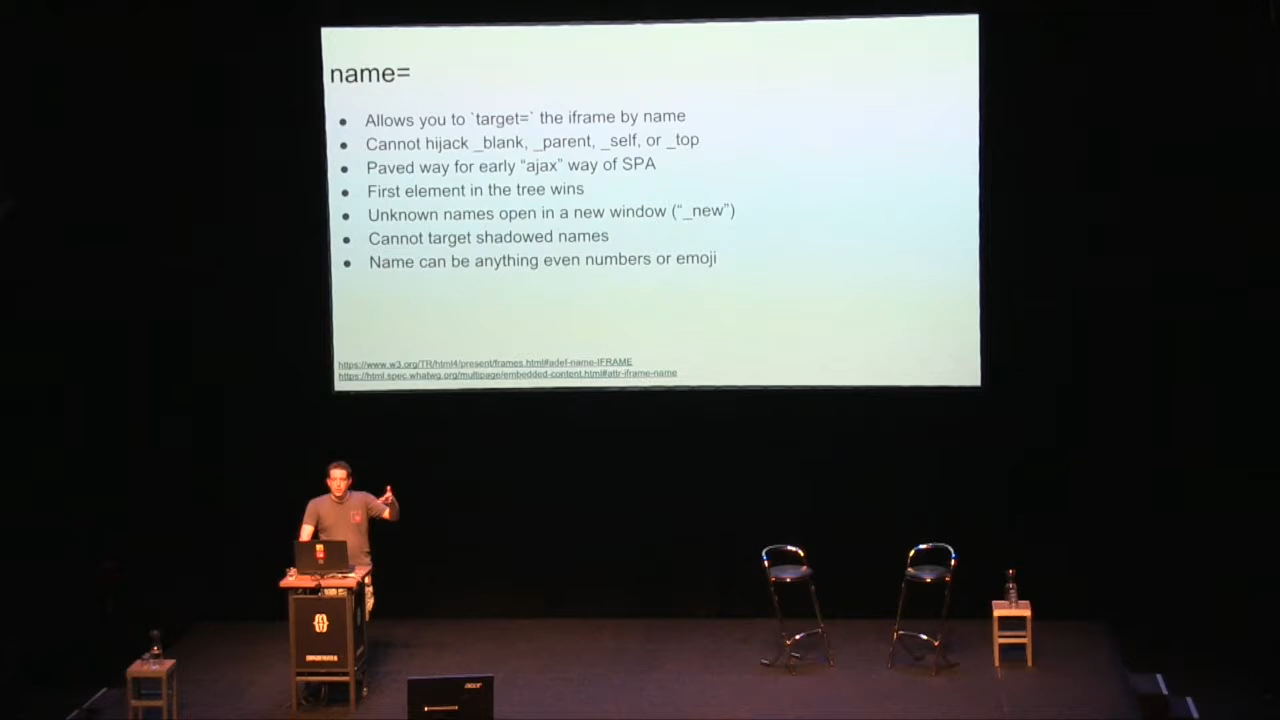 name=
● Allows you to `target=` the iframe by name
● Cannot hijack _blank, _parent, _self, or _top
● Paved way for early “ajax” way of SPA
● First element in the tree wins
● Unknown names open in a new window (“_new”)
● Cannot target shadowed names
● Name can be anything even numbers or emoji
https://www.w3.org/TR/html4/present/frames.html#adef-name-IFRAME
https://html.spec.whatwg.org/multipage/embedded-content.html#attr-iframe-name
acer